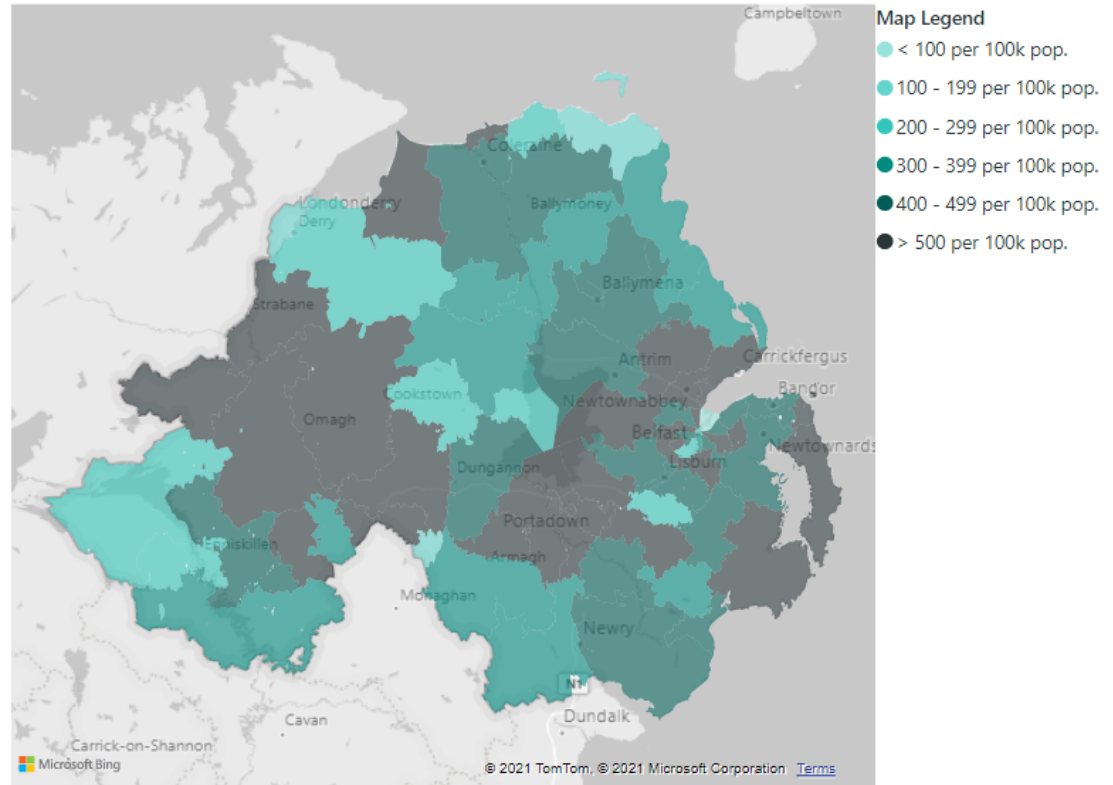 Campbeltown
Coleraine
Londonderry
Derry
Ballymoney
Strabane
Ballymena
Antrim
Carrickfergus
Cookstown
Newtownabbey
Bangor
Omagh
Belfast
Newtownards
Dungannon
Lisburn
Portadown
Enniskillen
Armagh
Monaghan
Newry
N1
Cavan
Dundalk
Carrick-on-Shannon
Microsoft Bing
© 2021 TomTom, © 2021 Microsoft Corporation Terms
Map Legend
< 100 per 100k pop.
100 - 199 per 100k pop.
200 - 299 per 100k pop.
300 - 399 per 100k pop.
400 - 499 per 100k pop.
> 500 per 100k pop.